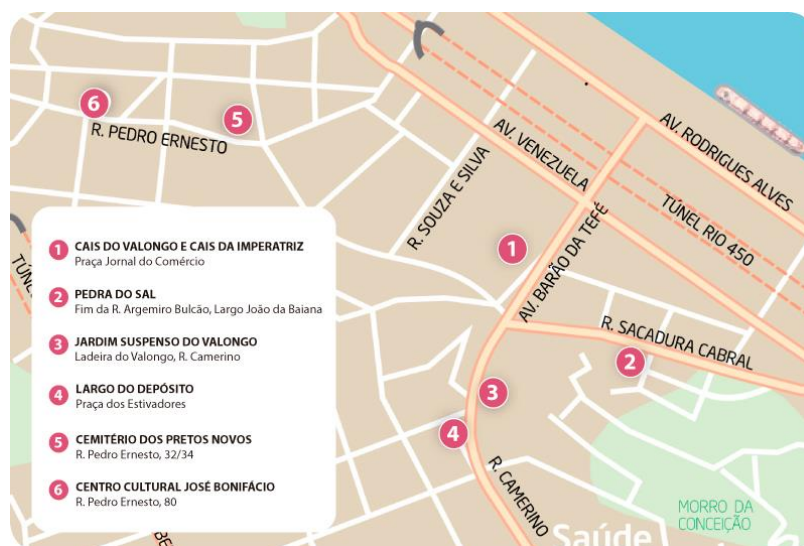 6
5
R. PEDRO ERNESTO
R. SOUZA E SILVA
AV. VENEZUELA
AV. RODRIGUES ALVES
TÚNEL RIO 450
1
AV. BARÃO DA TEFÉ
R. SACADURA CABRAL
2
3
4
R. CAMERINO
MORRO DA
CONCEIÇÃO
Saúde
1 CAIS DO VALONGO E CAIS DA IMPERATRIZ
Praça Jornal do Comércio
2 PEDRA DO SAL
Fim da R. Argemiro Bulcão, Largo João da Baiana
3 JARDIM SUSPENSO DO VALONGO
Ladeira do Valongo, R. Camerino
4 LARGO DO DEPÓSITO
Praça dos Estivadores
5 CEMITÉRIO DOS PRETOS NOVOS
R. Pedro Ernesto, 32/34
6 CENTRO CULTURAL JOSÉ BONIFÁCIO
R. Pedro Ernesto, 80